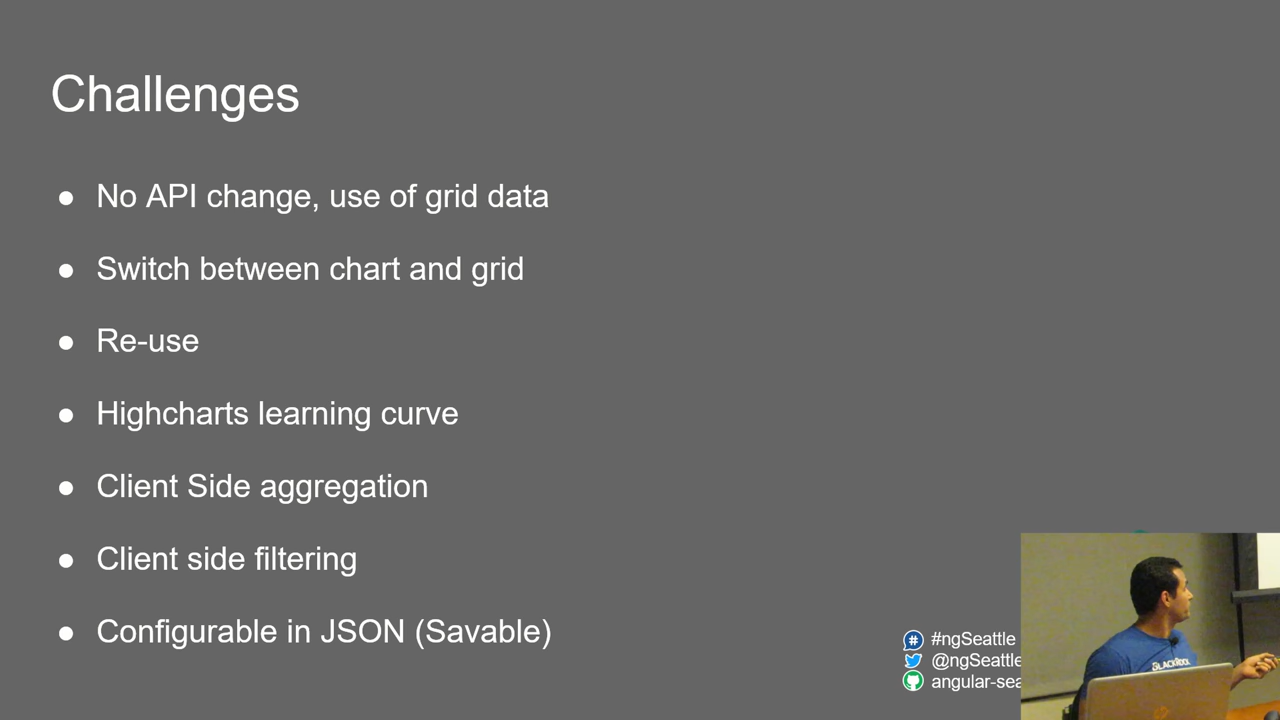 Challenges
● No API change, use of grid data
● Switch between chart and grid
● Re-use
● Highcharts learning curve
● Client Side aggregation
● Client side filtering
● Configurable in JSON (Savable)
#ngSeattle
@ngSeattle
angular-sea